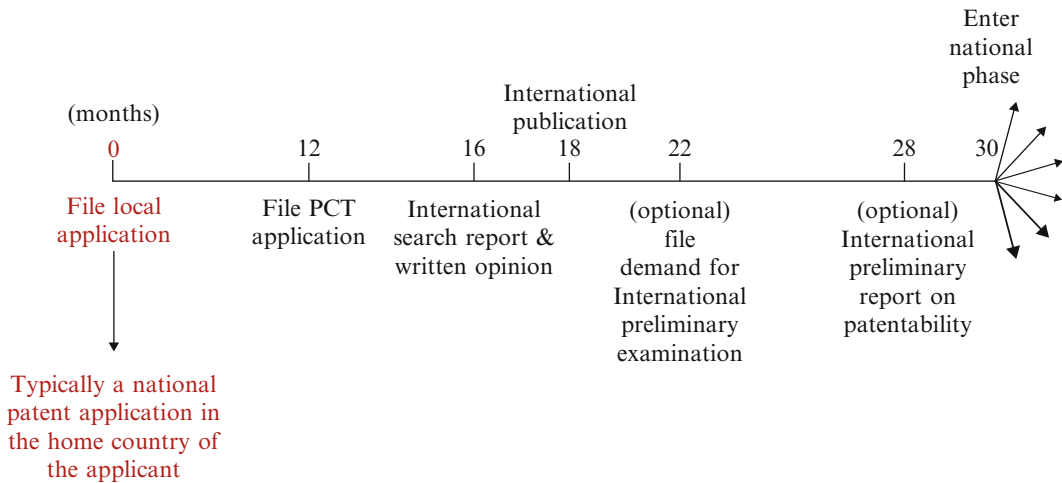 Enter
national
phase
(months)
International
publication
0
12
16
18
22
28
30
File local
application
File PCT
application
International
search report &
written opinion
(optional)
file
demand for
International
preliminary
examination
(optional)
International
preliminary
report on
patentability
Typically a national
patent application in
the home country of
the applicant